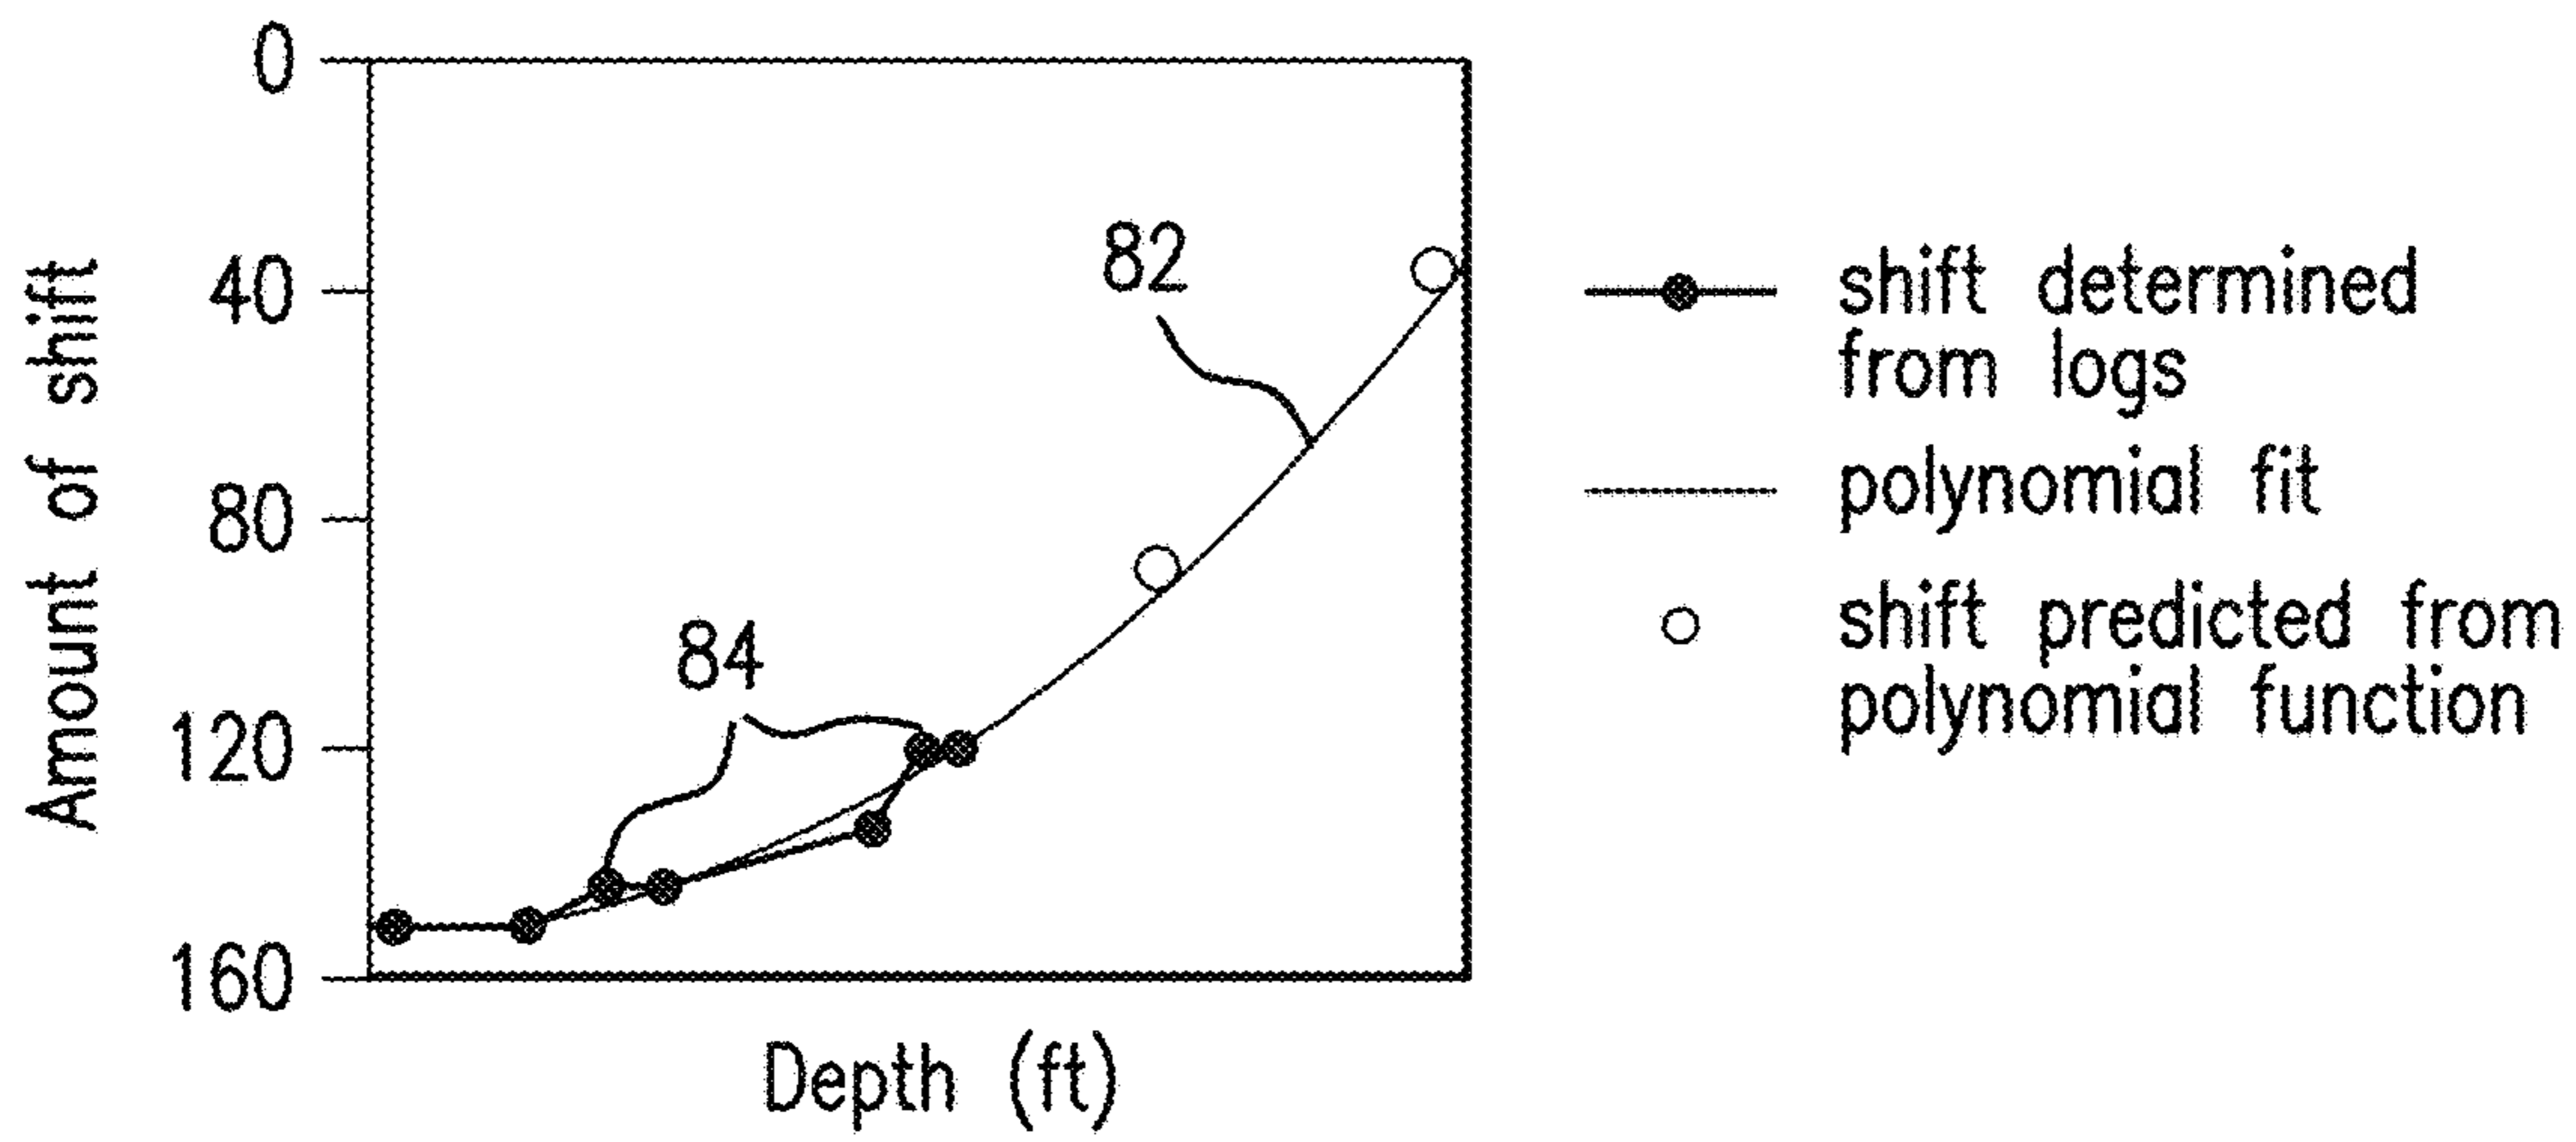 0
40
80
120
160
Amount of shift
Depth (ft)
82
84
shift determined
from logs
polynomial fit
shift predicted from
polynomial function